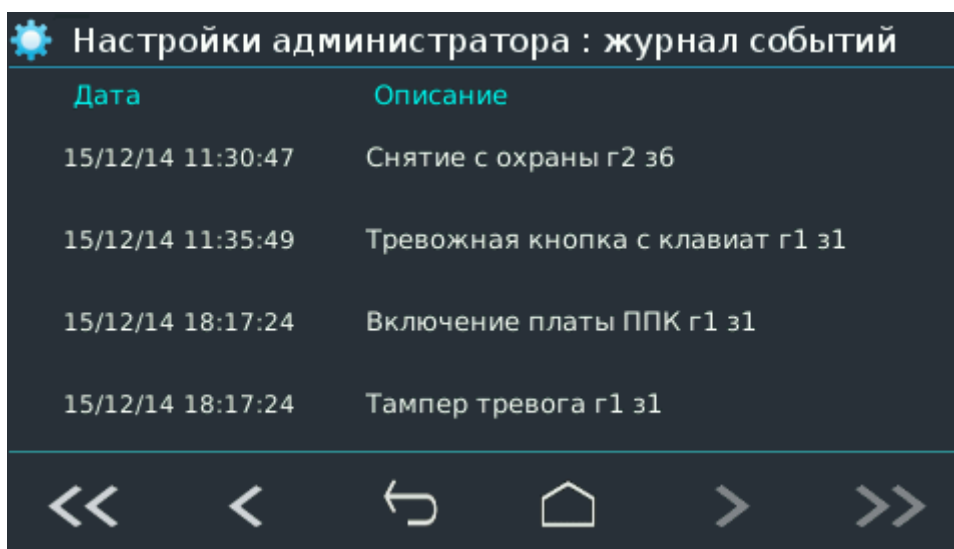 Настройки администратора : журнал событий
Дата Описание
15/12/14 11:30:47 Снятие с охраны г2 з6
15/12/14 11:35:49 Тревожная кнопка с клавиат г1 з1
15/12/14 18:17:24 Включение платы ППК г1 з1
15/12/14 18:17:24 Тампер тревога г1 з1